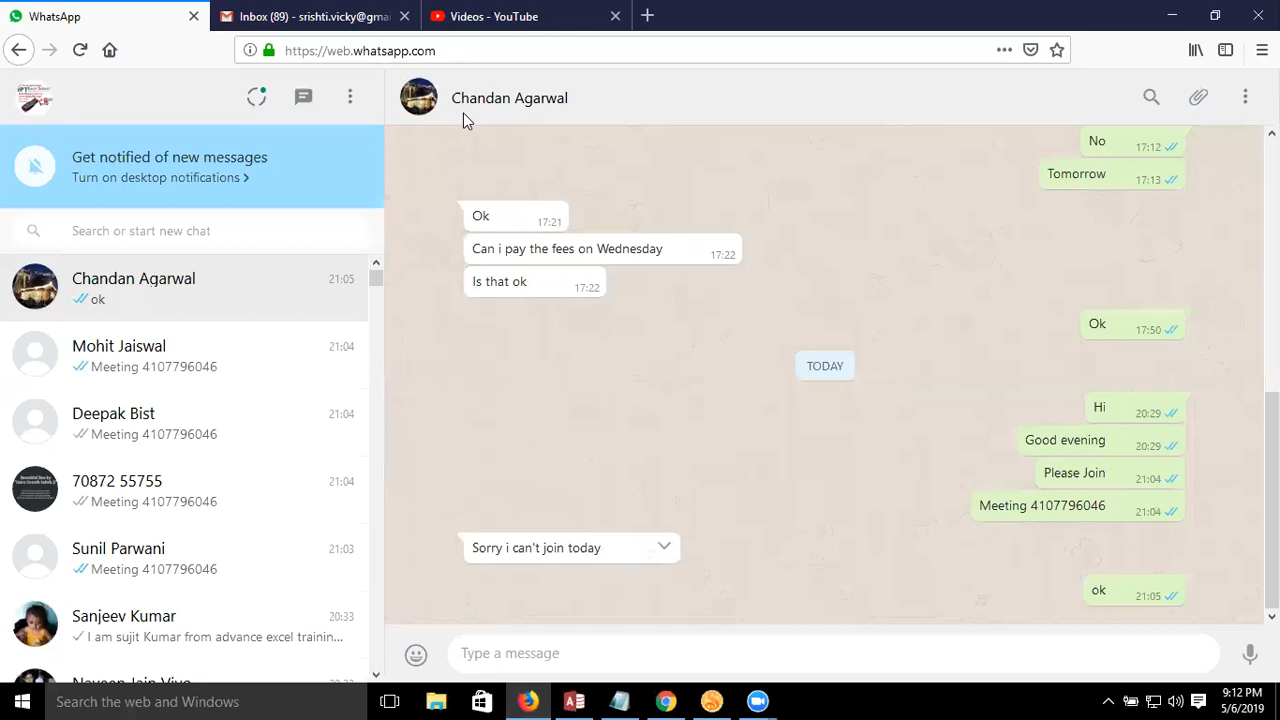 WhatsApp
Inbox (89) - srishti.vicky@gma
Videos - YouTube
https://web.whatsapp.com
Chandan Agarwal
Get notified of new messages
Turn on desktop notifications >
Search or start new chat
Chandan Agarwal 21:05
ok
Mohit Jaiswal 21:04
Meeting 4107796046
Deepak Bist 21:04
Meeting 4107796046
70872 55755 21:04
Meeting 4107796046
Sunil Parwani 21:03
Meeting 4107796046
Sanjeev Kumar 20:33
I am sujit Kumar from advance excel trainin...
No 17:12
Tomorrow 17:13
Ok 17:21
Can i pay the fees on Wednesday 17:22
Is that ok 17:22
Ok 17:50
TODAY
Hi 20:29
Good evening 20:29
Please Join 21:04
Meeting 4107796046 21:04
Sorry i can't join today
ok 21:05
Type a message
Search the web and Windows
9:12 PM
5/6/2019